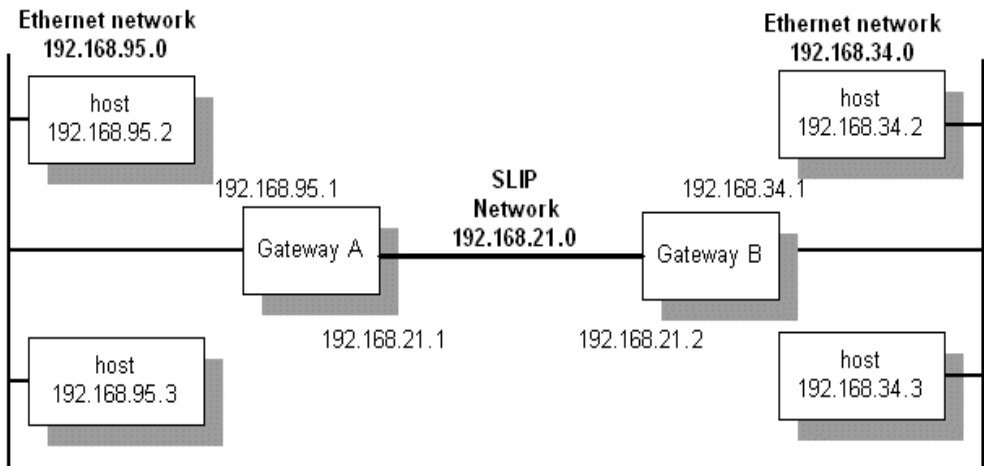 Ethernet network
192.168.95.0
host
192.168.95.2
192.168.95.1
Gateway A
192.168.21.1
host
192.168.95.3
SLIP
Network
192.168.21.0
Ethernet network
192.168.34.0
host
192.168.34.2
192.168.34.1
Gateway B
192.168.21.2
host
192.168.34.3